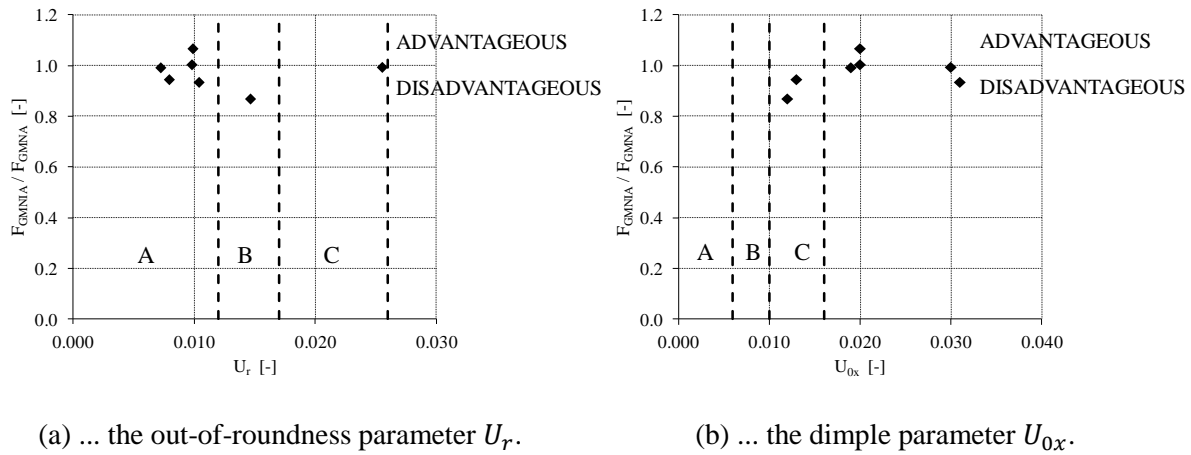 1.2
1.0
0.8
0.6
0.4
0.2
0.0
F_GMNIA / F_GMNA [-]
ADVANTAGEOUS
DISADVANTAGEOUS
A B C
0.000 0.010 0.020 0.030
U_r [-]
(a) ... the out-of-roundness parameter U_r.
1.2
1.0
0.8
0.6
0.4
0.2
0.0
F_GMNIA / F_GMNA [-]
ADVANTAGEOUS
DISADVANTAGEOUS
A B C
0.000 0.010 0.020 0.030 0.040
U_0x [-]
(b) ... the dimple parameter U_0x.